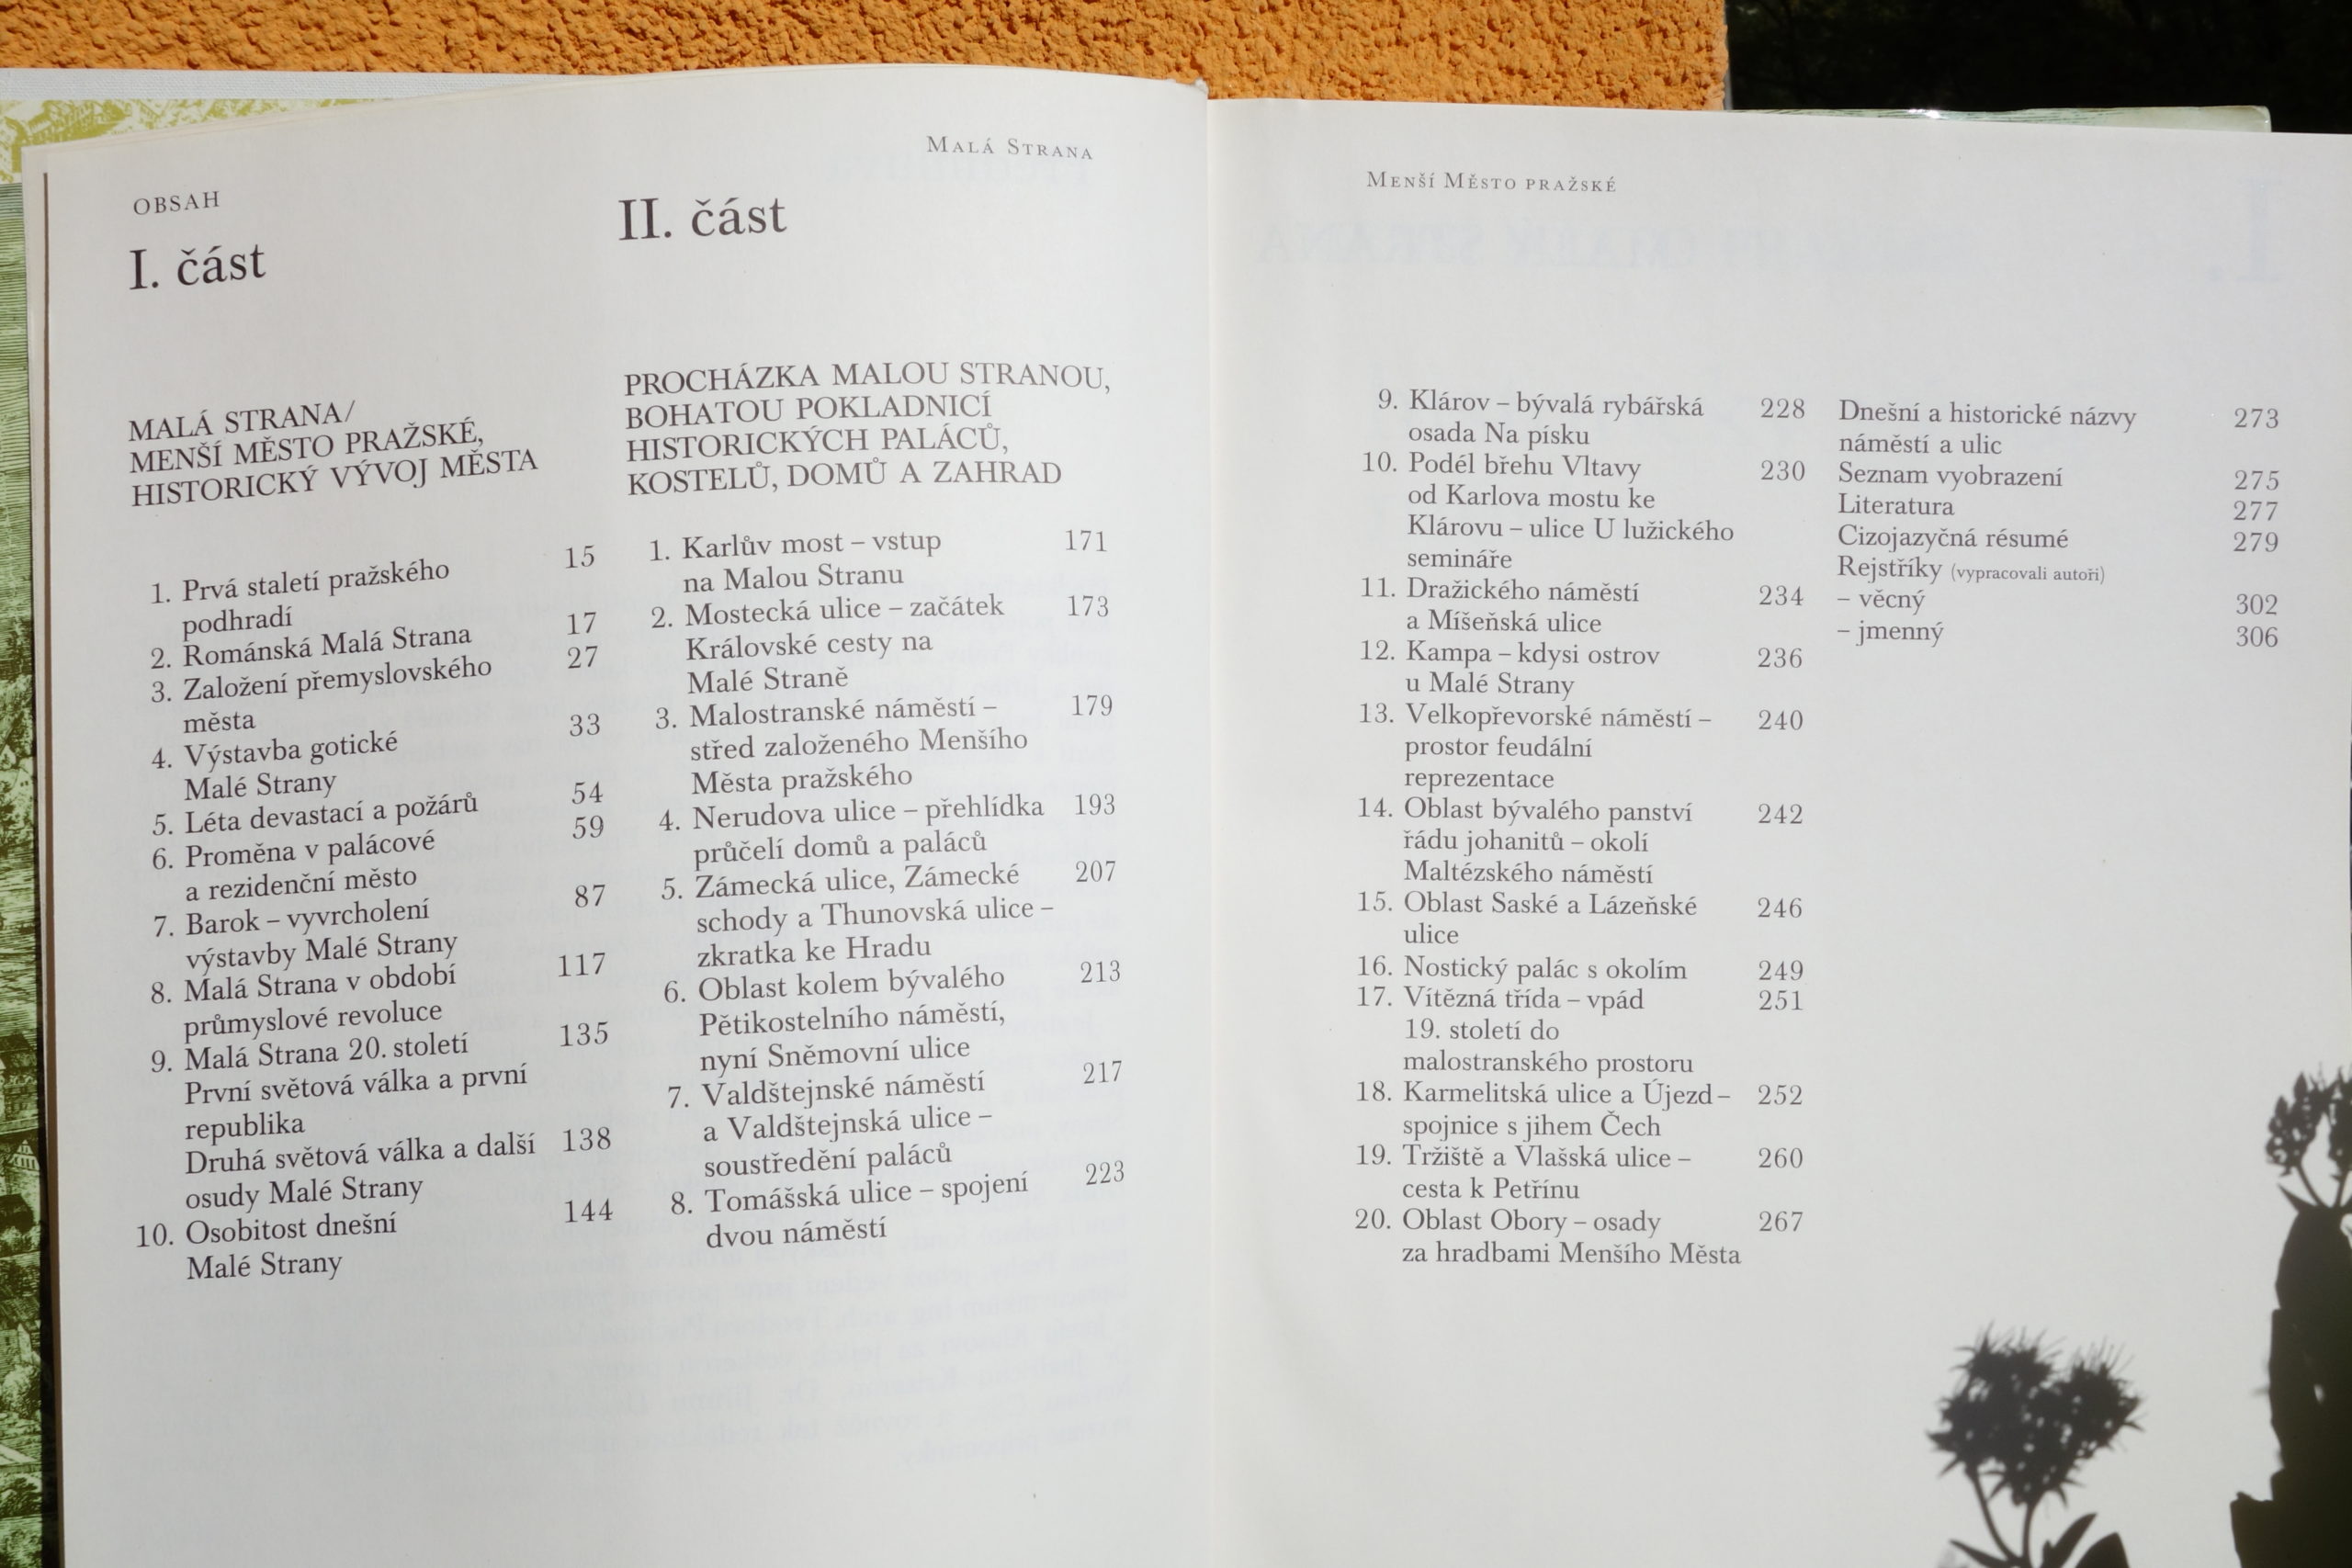 OBSAH
I. část
MALÁ STRANA/
MENŠÍ MĚSTO PRAŽSKÉ,
HISTORICKÝ VÝVOJ MĚSTA
1. Prvá staletí pražského 15
podhradí
2. Románská Malá Strana 17
3. Založení přemyslovského 27
města
4. Výstavba gotické 33
Malé Strany
5. Léta devastací a požárů 54
6. Proměna v palácové 59
a rezidenční město
7. Barok – vyvrcholení 87
výstavby Malé Strany
8. Malá Strana v období 117
průmyslové revoluce
9. Malá Strana 20. století 135
První světová válka a první
republika
Druhá světová válka a další 138
osudy Malé Strany
10. Osobitost dnešní 144
Malé Strany
MALÁ STRANA
II. část
PROCHÁZKA MALOU STRANOU,
BOHATOU POKLADNICÍ
HISTORICKÝCH PALÁCŮ,
KOSTELŮ, DOMŮ A ZAHRAD
1. Karlův most – vstup 171
na Malou Stranu
2. Mostecká ulice – začátek 173
Královské cesty na
Malé Straně
3. Malostranské náměstí – 179
střed založeného Menšího
Města pražského
4. Nerudova ulice – přehlídka 193
průčelí domů a paláců
5. Zámecká ulice, Zámecké 207
schody a Thunovská ulice –
zkratka ke Hradu
6. Oblast kolem bývalého 213
Pětikostelního náměstí,
nyní Sněmovní ulice
7. Valdštejnské náměstí 217
a Valdštejnská ulice –
soustředění paláců
8. Tomášská ulice – spojení 223
dvou náměstí
MENŠÍ MĚSTO PRAŽSKÉ
9. Klárov – bývalá rybářská 228
osada Na písku
10. Podél břehu Vltavy 230
od Karlova mostu ke
Klárovu – ulice U lužického
semináře
11. Dražického náměstí 234
a Míšeňská ulice
12. Kampa – kdysi ostrov 236
u Malé Strany
13. Velkopřevorské náměstí – 240
prostor feudální
reprezentace
14. Oblast bývalého panství 242
řádu johanitů – okolí
Maltézského náměstí
15. Oblast Saské a Lázeňské 246
ulice
16. Nostický palác s okolím 249
17. Vítězná třída – vpád 251
19. století do
malostranského prostoru
18. Karmelitská ulice a Újezd – 252
spojnice s jihem Čech
19. Tržiště a Vlašská ulice – 260
cesta k Petřínu
20. Oblast Obory – osady 267
za hradbami Menšího Města
Dnešní a historické názvy 273
náměstí a ulic
Seznam vyobrazení 275
Literatura 277
Cizojazyčná résumé 279
Rejstříky (vypracovali autoři)
– věcný 302
– jmenný 306